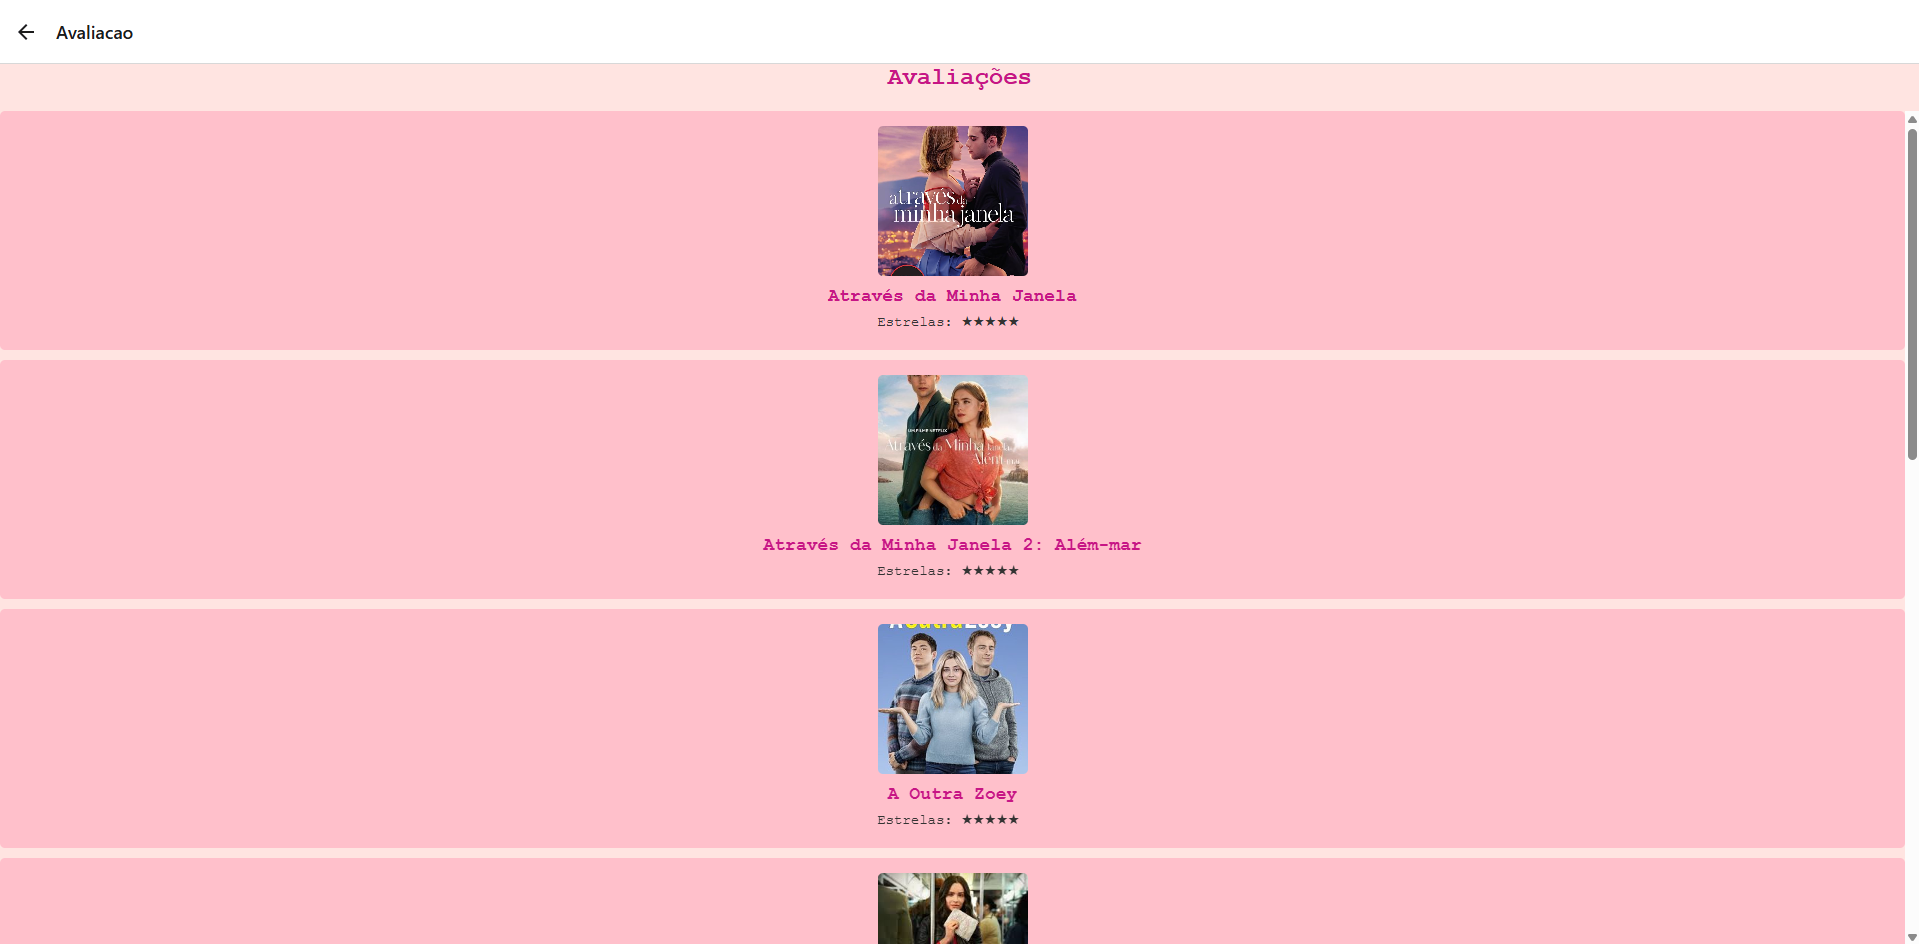 Avaliacao
Avaliações
através da
minha janela
Através da Minha Janela
Estrelas: ★★★★★
UM FILME NETFLIX
Através da Minha Janela
Além-mar
Através da Minha Janela 2: Além-mar
Estrelas: ★★★★★
A Outra Zoey
A Outra Zoey
Estrelas: ★★★★★